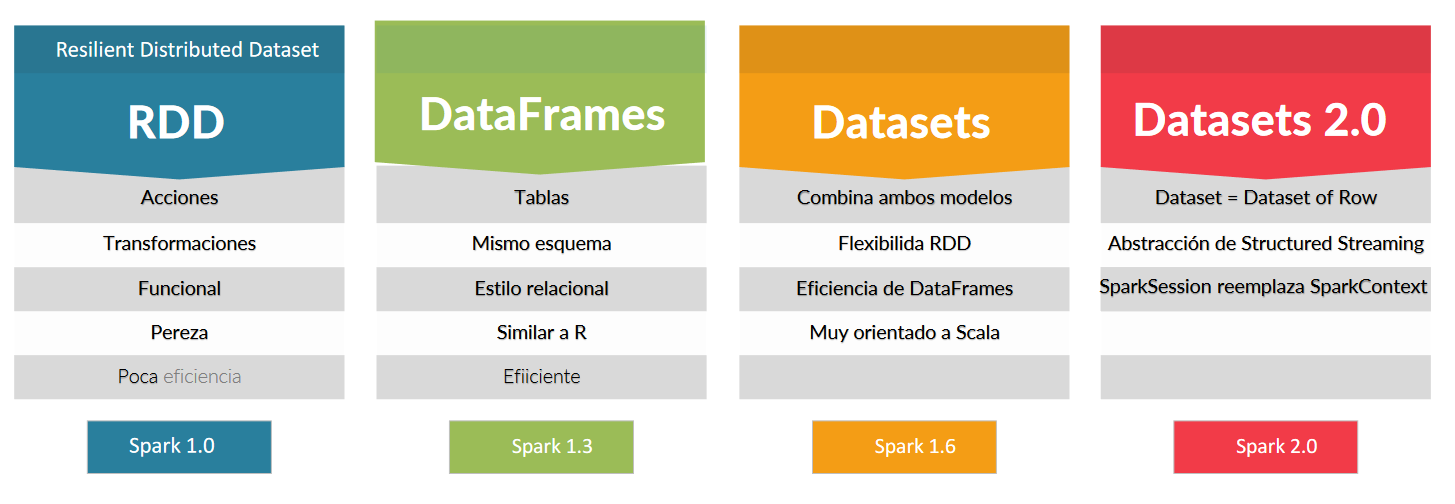 Resilient Distributed Dataset
RDD
Acciones
Transformaciones
Funcional
Pereza
Poca eficiencia
Spark 1.0
DataFrames
Tablas
Mismo esquema
Estilo relacional
Similar a R
Efiiciente
Spark 1.3
Datasets
Combina ambos modelos
Flexibilida RDD
Eficiencia de DataFrames
Muy orientado a Scala
Spark 1.6
Datasets 2.0
Dataset = Dataset of Row
Abstracción de Structured Streaming
SparkSession reemplaza SparkContext
Spark 2.0